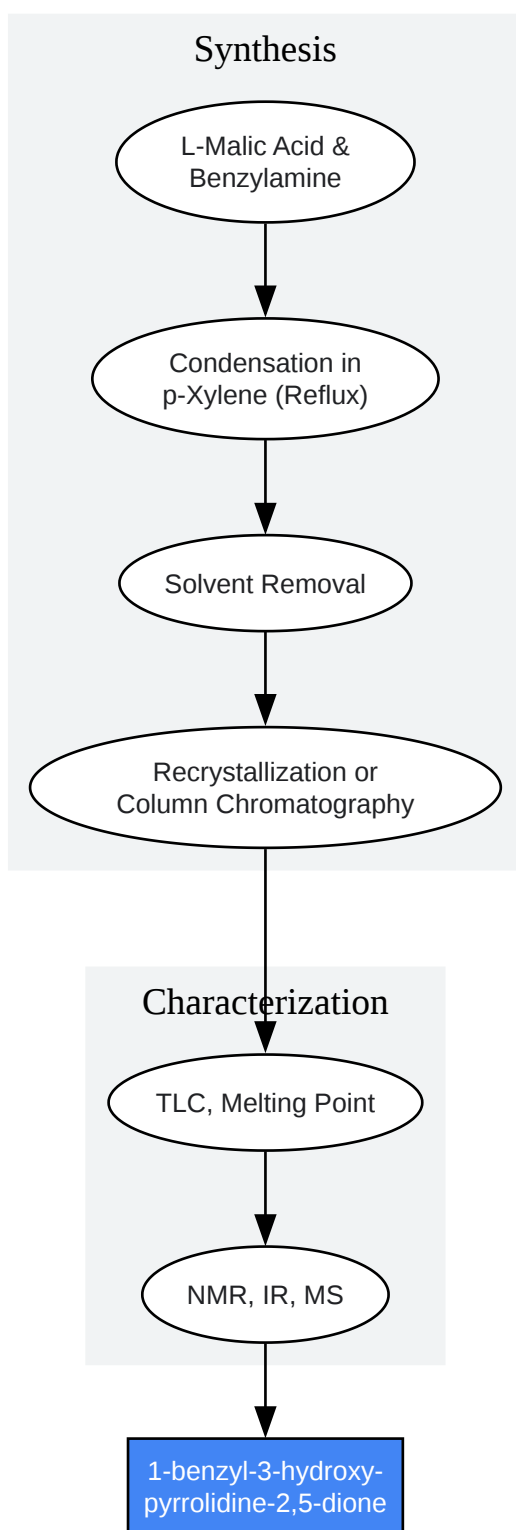 Synthesis
L-Malic Acid &
Benzylamine
Condensation in
p-Xylene (Reflux)
Solvent Removal
Recrystallization or
Column Chromatography
Characterization
TLC, Melting Point
NMR, IR, MS
1-benzyl-3-hydroxy-
pyrrolidine-2,5-dione